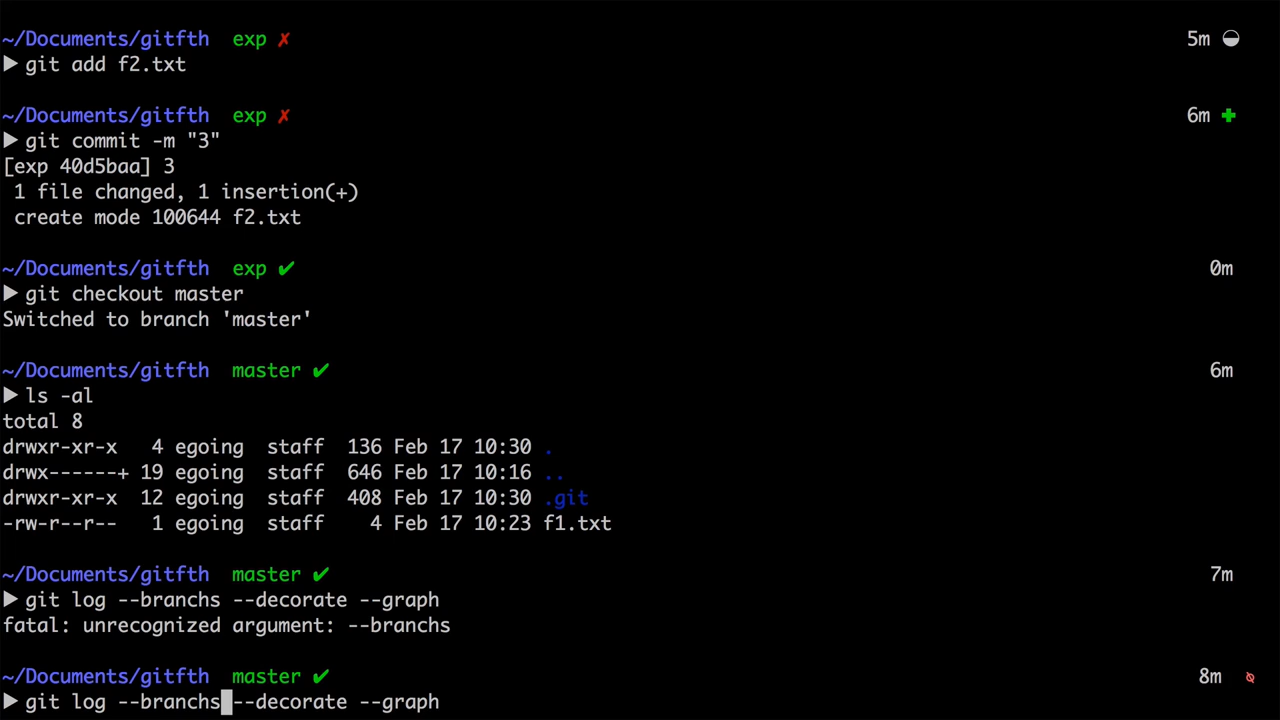 ~/Documents/gitfth exp ✗ 5m
▶ git add f2.txt
~/Documents/gitfth exp ✗ 6m ✚
▶ git commit -m "3"
[exp 40d5baa] 3
 1 file changed, 1 insertion(+)
 create mode 100644 f2.txt
~/Documents/gitfth exp ✔ 0m
▶ git checkout master
Switched to branch 'master'
~/Documents/gitfth master ✔ 6m
▶ ls -al
total 8
drwxr-xr-x 4 egoing staff 136 Feb 17 10:30 .
drwx------+ 19 egoing staff 646 Feb 17 10:16 ..
drwxr-xr-x 12 egoing staff 408 Feb 17 10:30 .git
-rw-r--r-- 1 egoing staff 4 Feb 17 10:23 f1.txt
~/Documents/gitfth master ✔ 7m
▶ git log --branchs --decorate --graph
fatal: unrecognized argument: --branchs
~/Documents/gitfth master ✔ 8m
▶ git log --branchs --decorate --graph